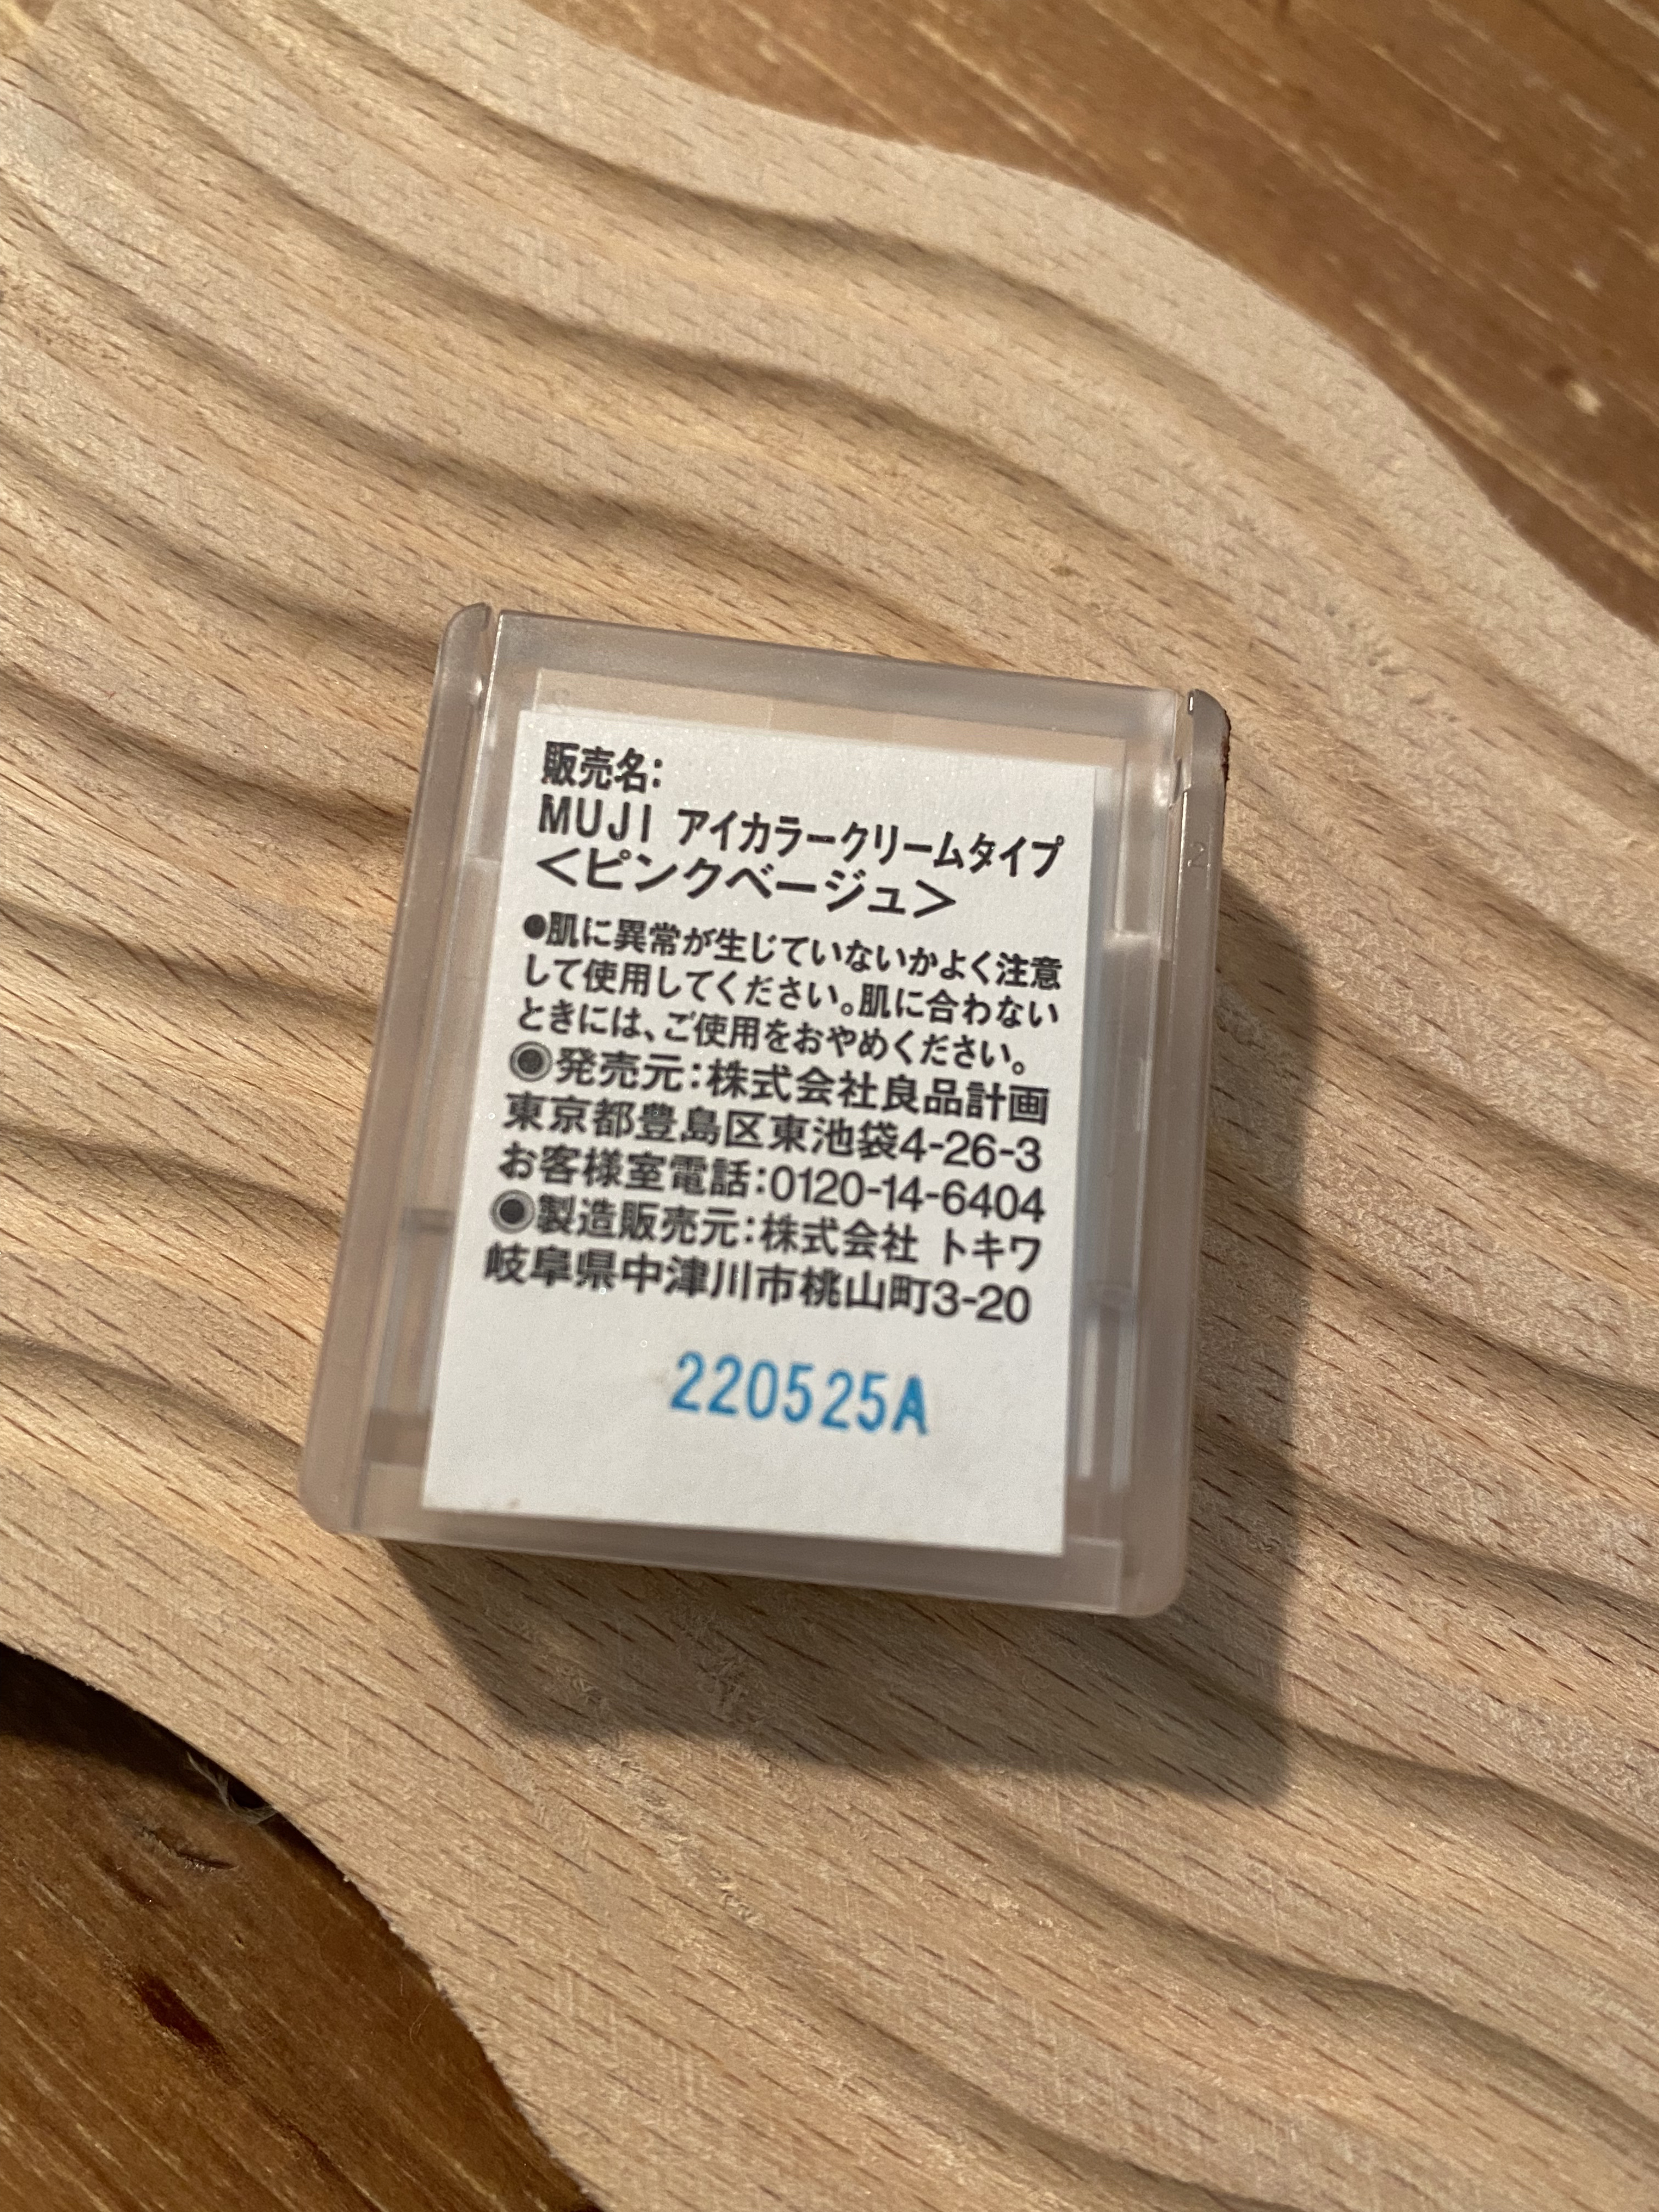 販売名:
MUJI アイカラークリームタイプ
＜ピンクベージュ＞
●肌に異常が生じていないかよく注意
して使用してください。肌に合わない
ときには、ご使用をおやめください。
◉発売元:株式会社良品計画
東京都豊島区東池袋4-26-3
お客様室電話:0120-14-6404
◉製造販売元:株式会社 トキワ
岐阜県中津川市桃山町3-20
220525A
2